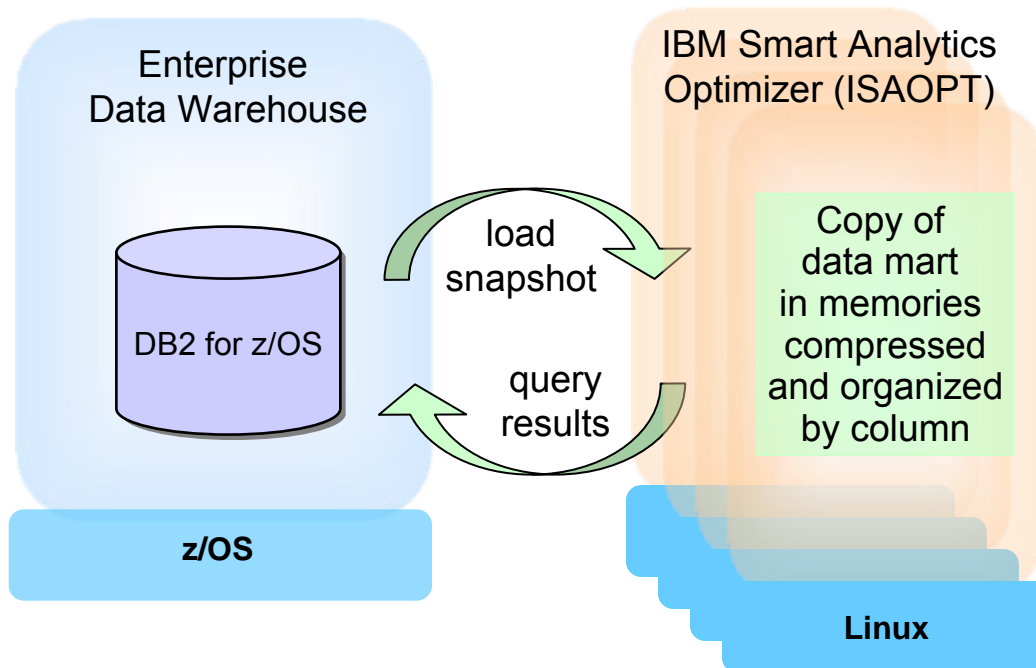 Enterprise
Data Warehouse
DB2 for z/OS
z/OS
load
snapshot
query
results
IBM Smart Analytics
Optimizer (ISAOPT)
Copy of
data mart
in memories
compressed
and organized
by column
Linux